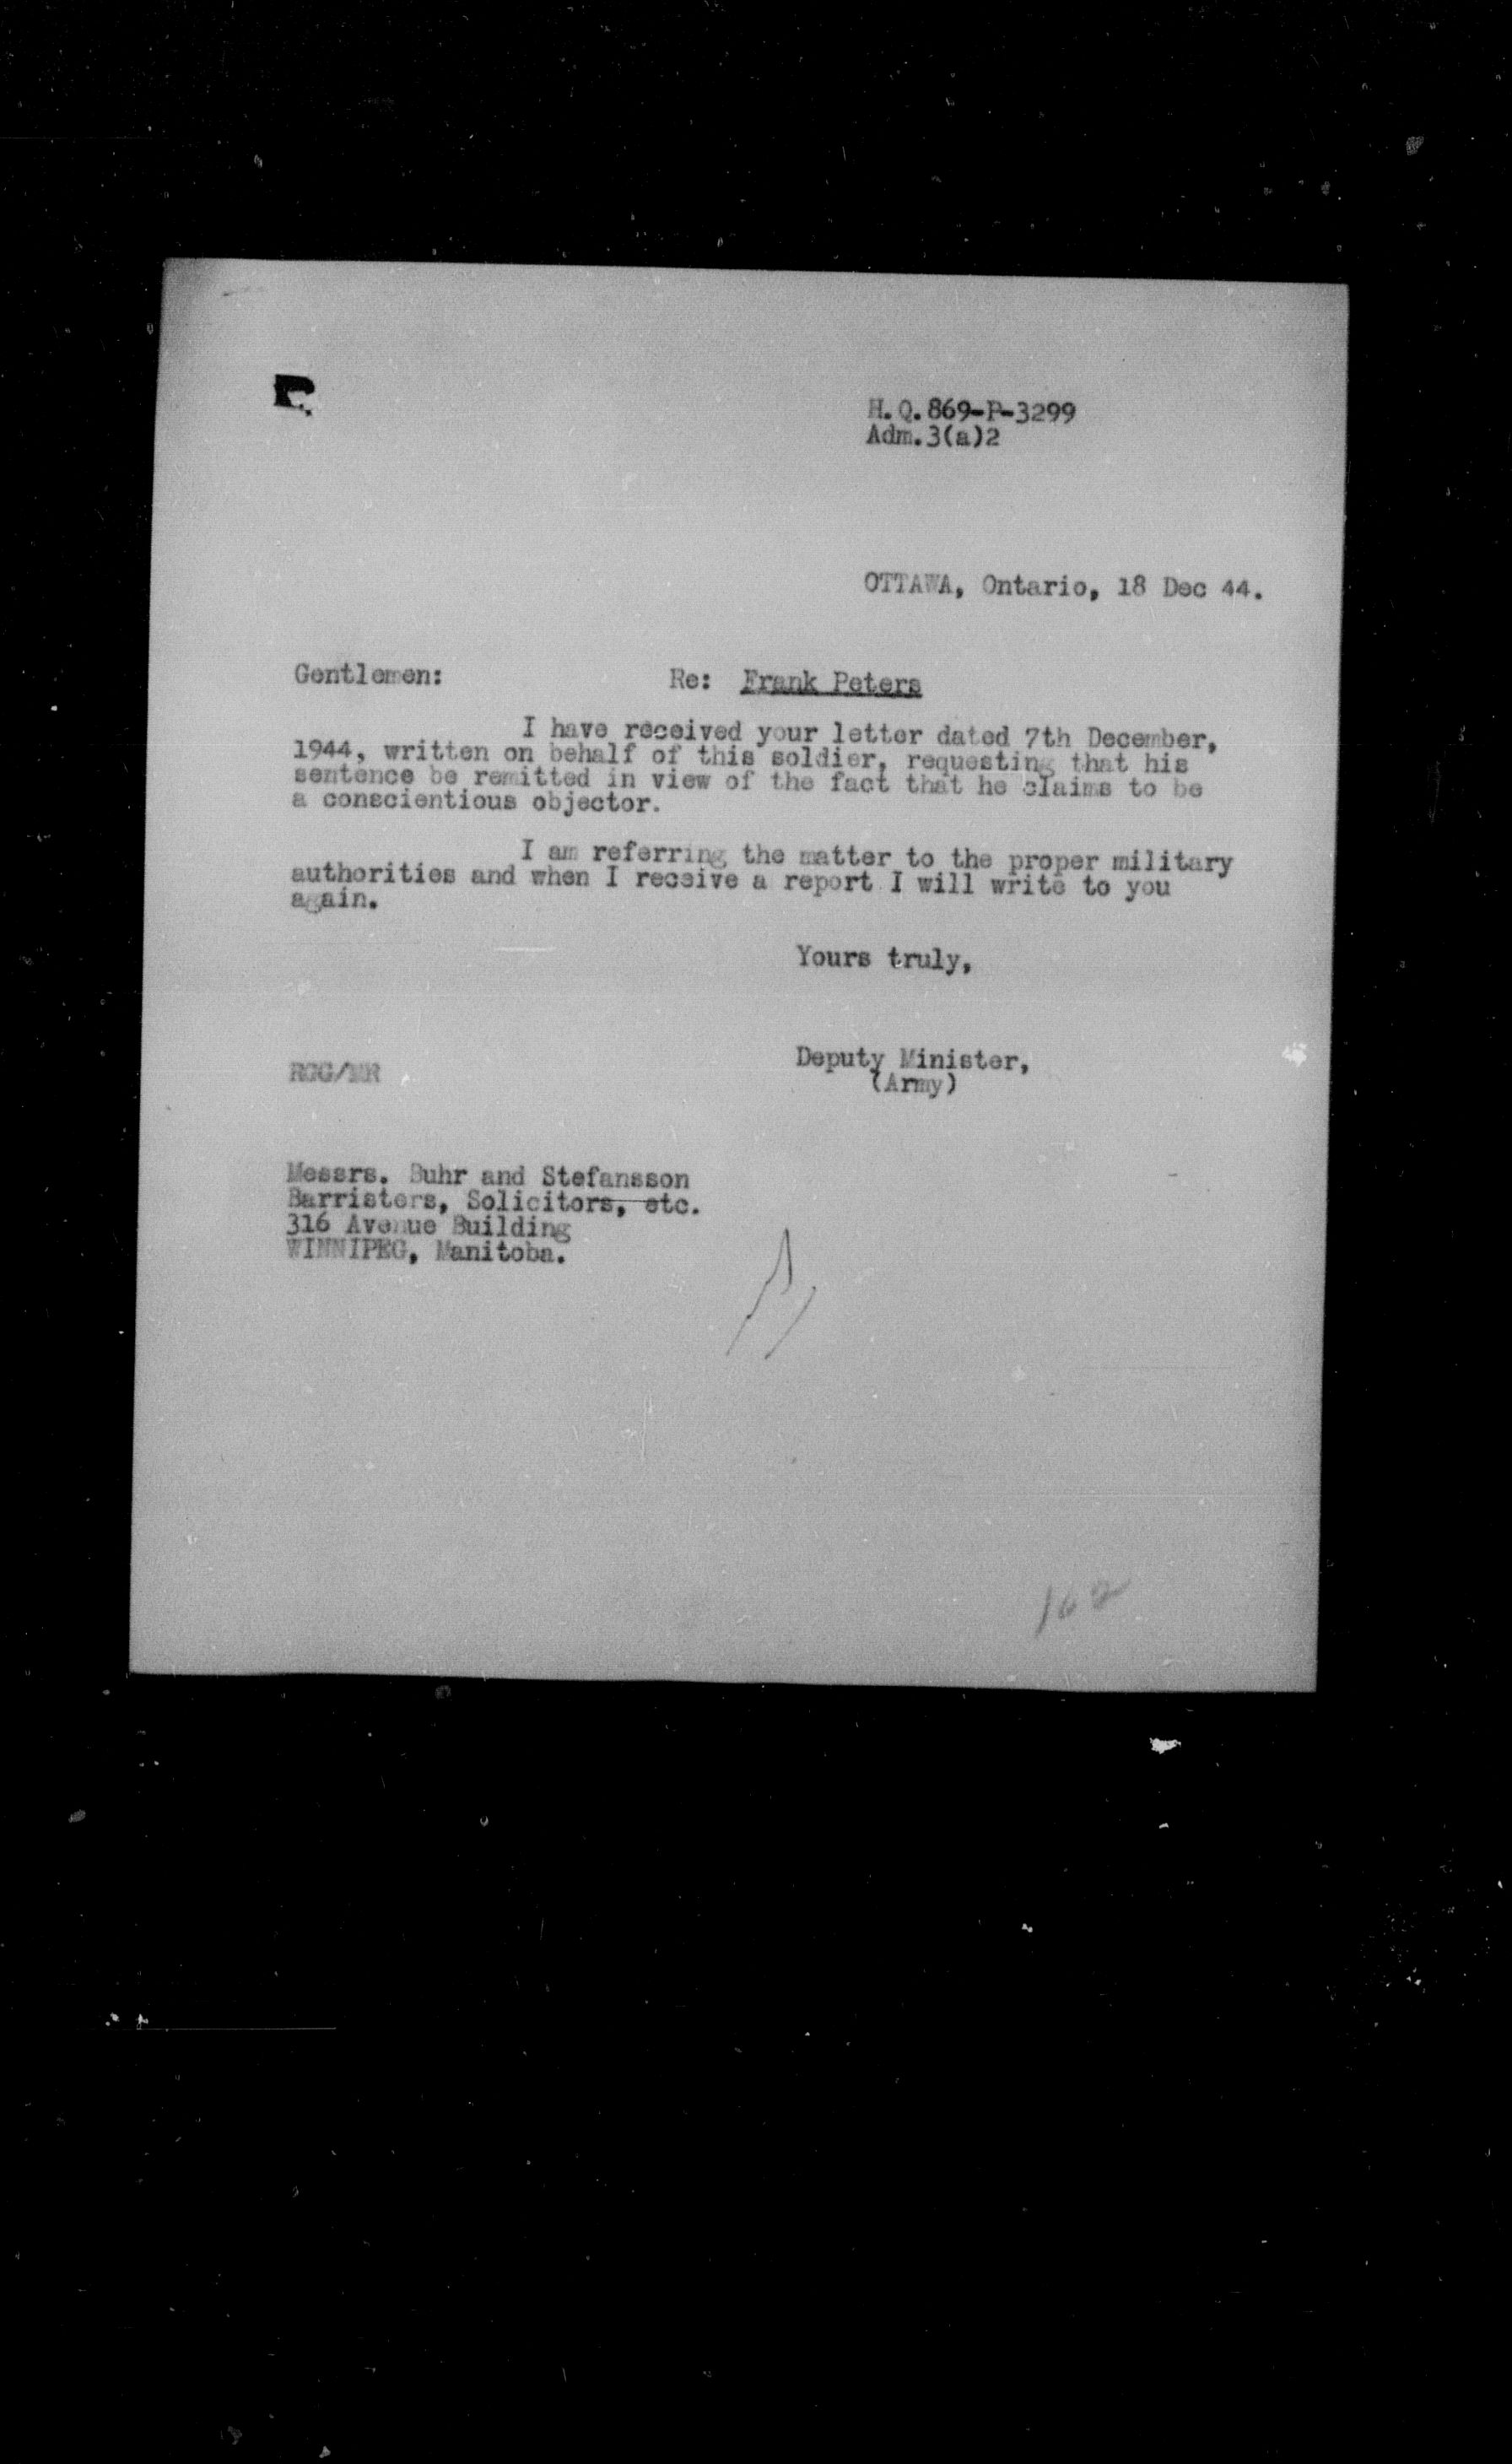 H.Q.869-P-3299
Adm.3(a)2
OTTAWA, Ontario, 18 Dec 44.
Gentlemen: Re: Frank Peters
I have received your letter dated 7th December,
1944, written on behalf of this soldier, requesting that his
sentence be remitted in view of the fact that he claims to be
a conscientious objector.
I am referring the matter to the proper military
authorities and when I receive a report I will write to you
again.
Yours truly,
Deputy Minister,
(Army)
Messrs. Buhr and Stefansson
Barristers, Solicitors, etc.
316 Avenue Building
WINNIPEG, Manitoba.
162